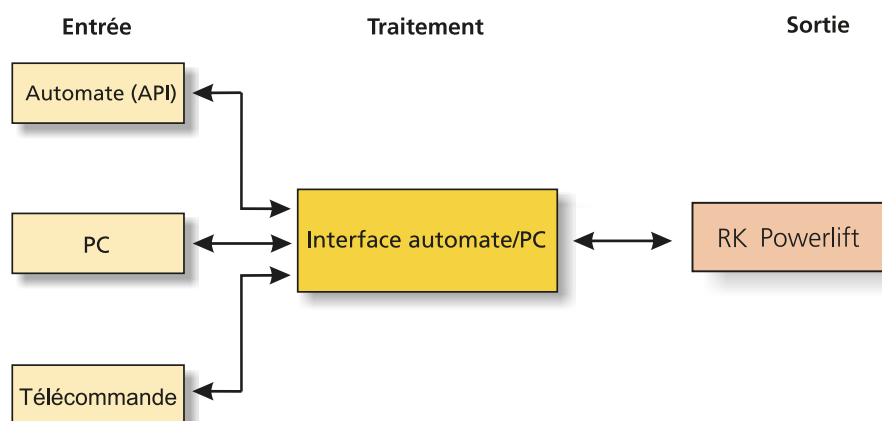 Entrée
Traitement
Sortie
Automate (API)
PC
Interface automate/PC
RK Powerlift
Télécommande